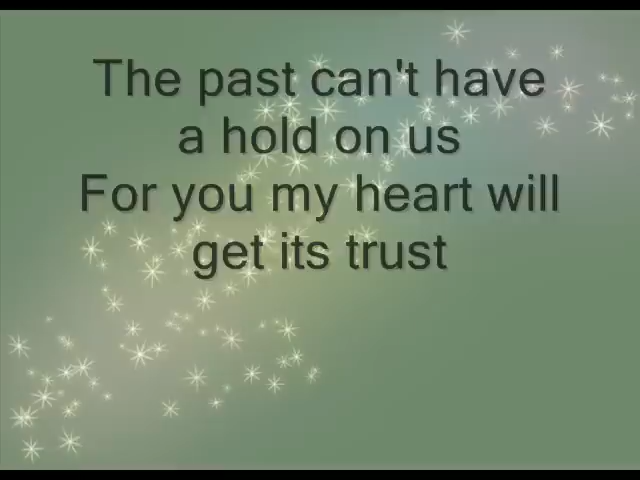 The past can't have
a hold on us
For you my heart will
get its trust